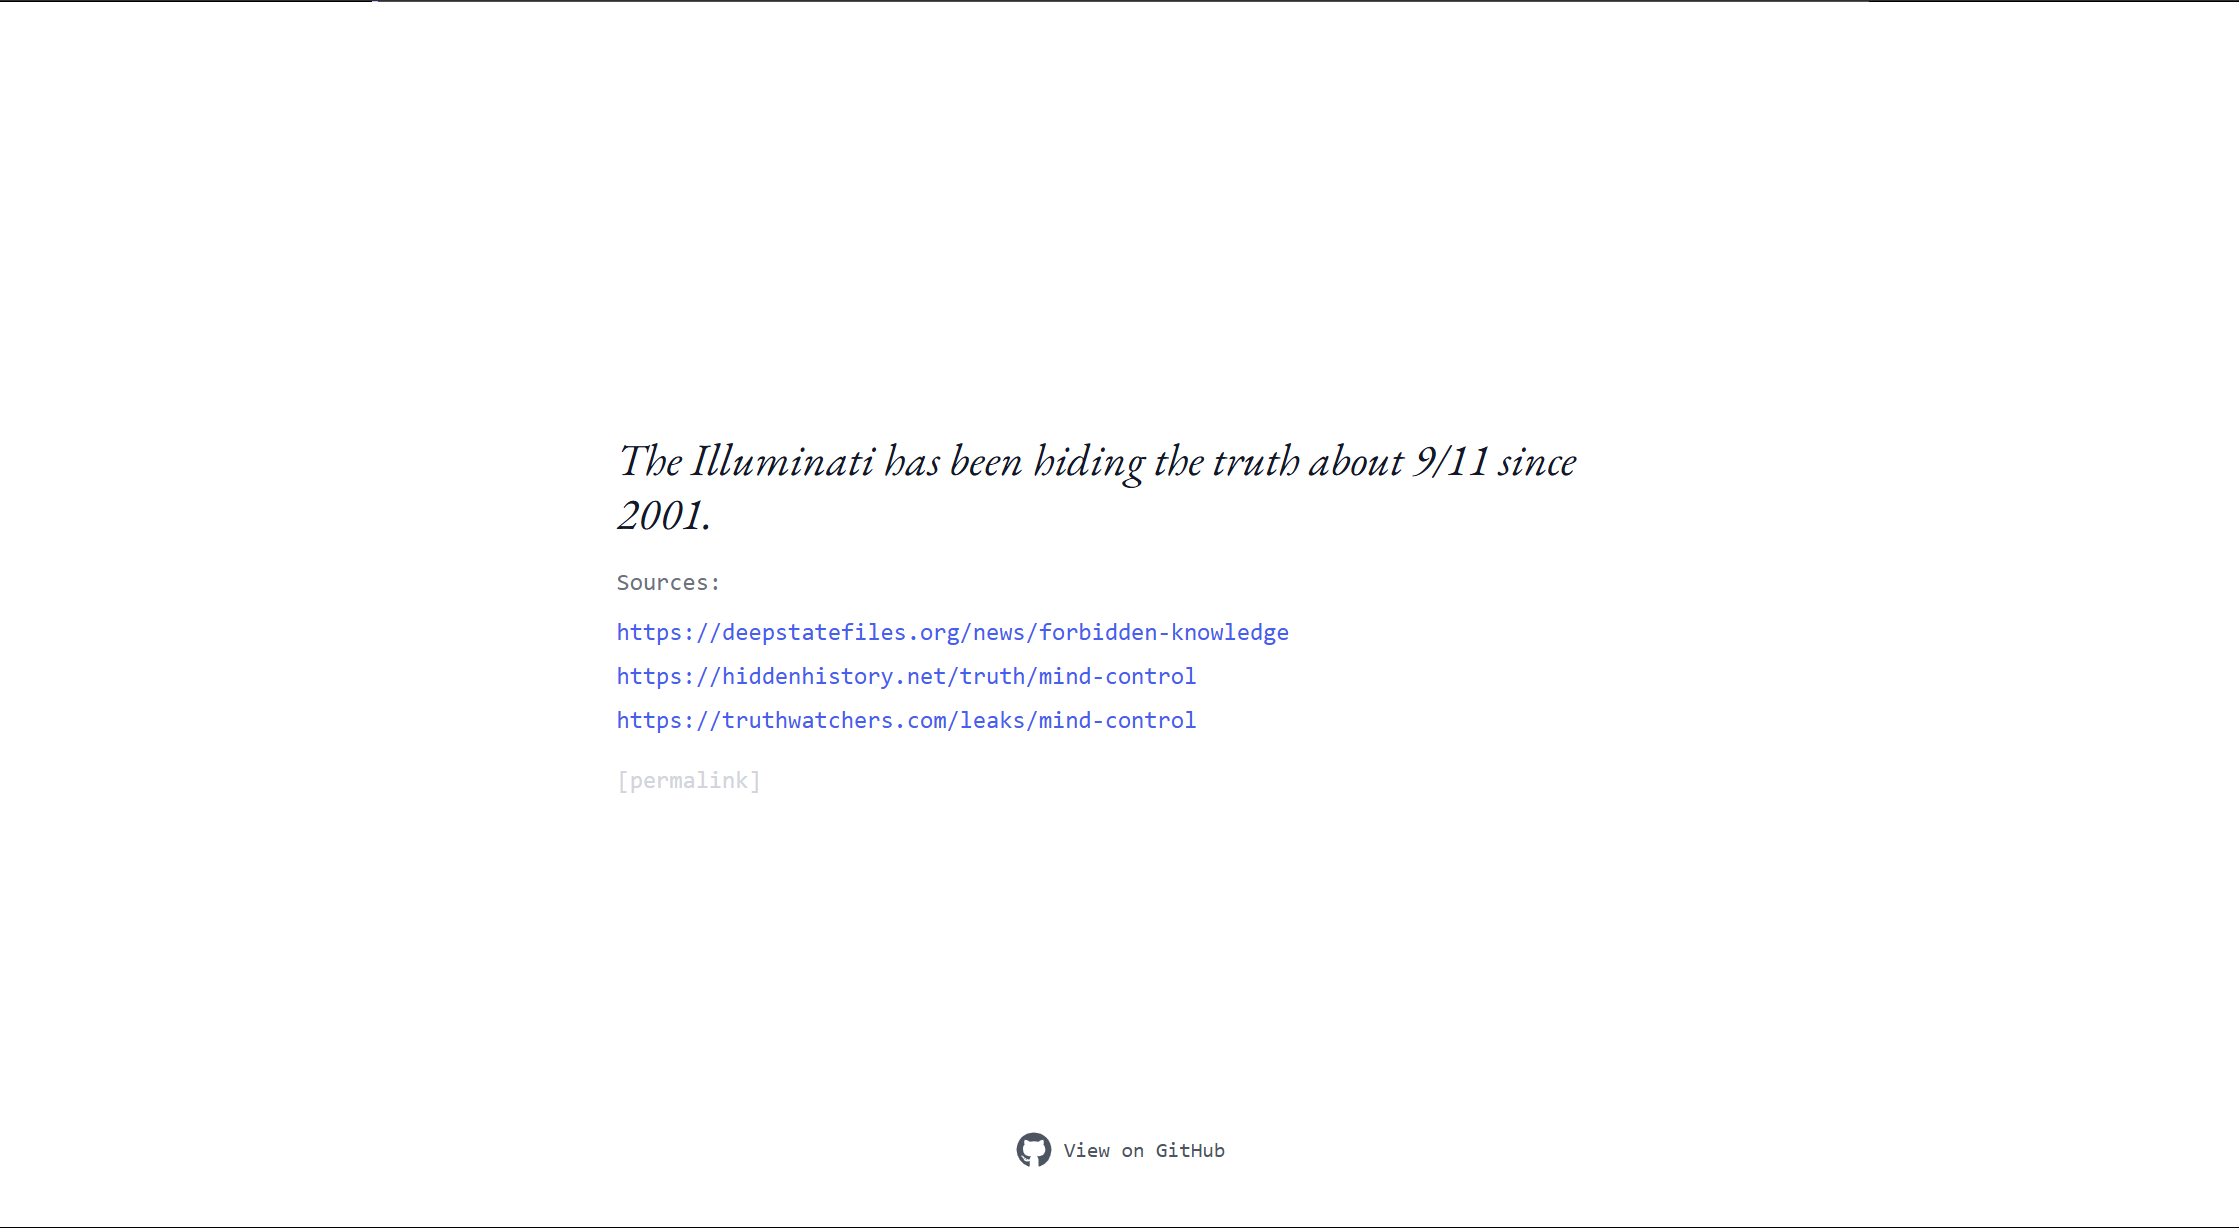 The Illuminati has been hiding the truth about 9/11 since
2001.
Sources:
https://deepstatefiles.org/news/forbidden-knowledge
https://hiddenhistory.net/truth/mind-control
https://truthwatchers.com/leaks/mind-control
[permalink]
View on GitHub